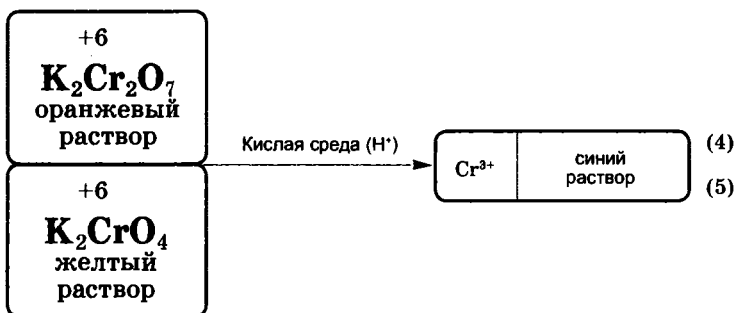 +6
K₂Cr₂O₇
оранжевый
раствор
Кислая среда (H⁺)
Cr³⁺
синий
раствор
(4)
(5)
+6
K₂CrO₄
желтый
раствор